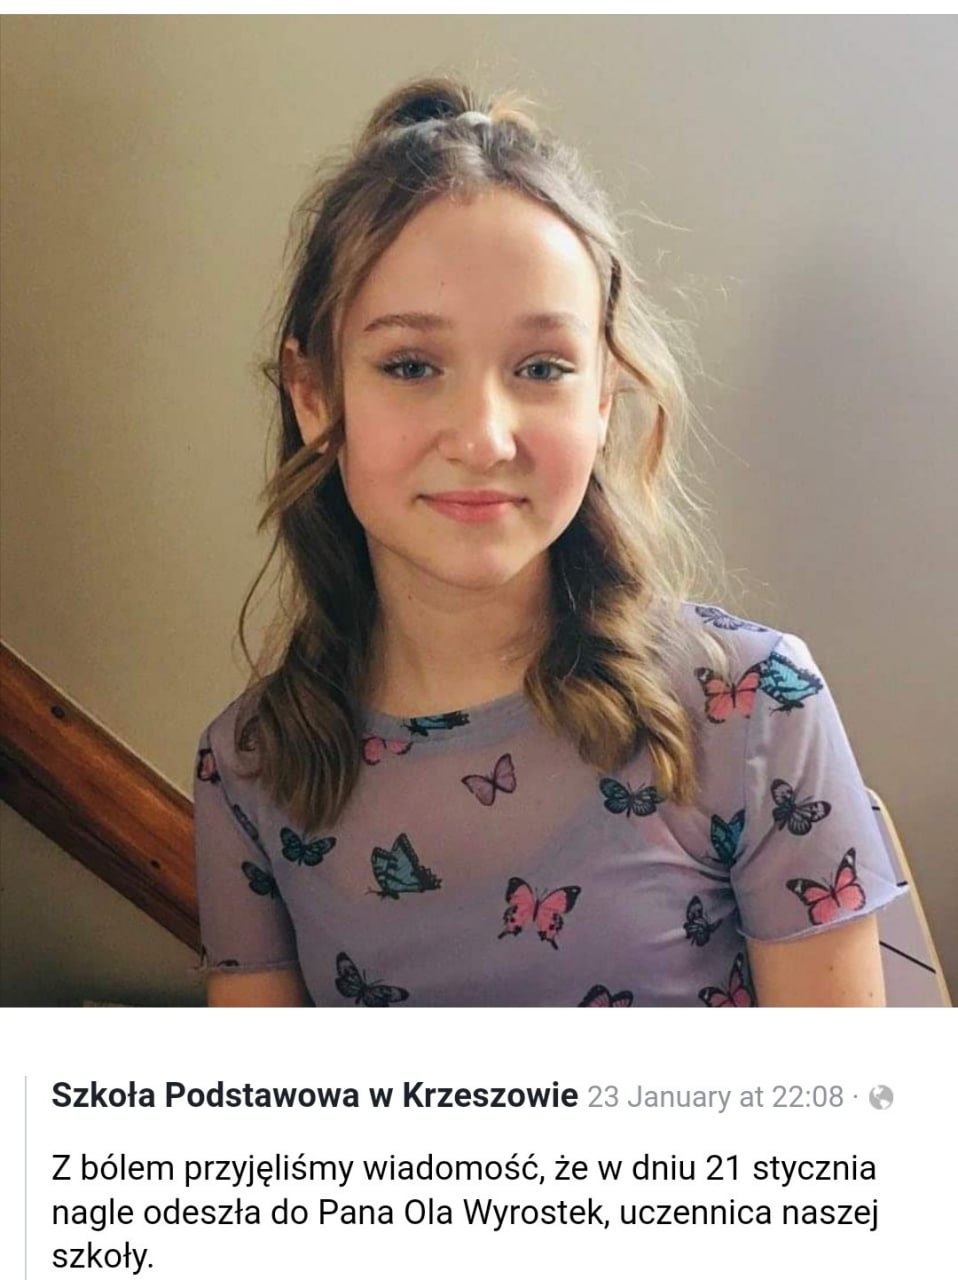 Szkoła Podstawowa w Krzeszowie 23 January at 22:08 ·
Z bólem przyjęliśmy wiadomość, że w dniu 21 stycznia
nagle odeszła do Pana Ola Wyrostek, uczennica naszej
szkoły.